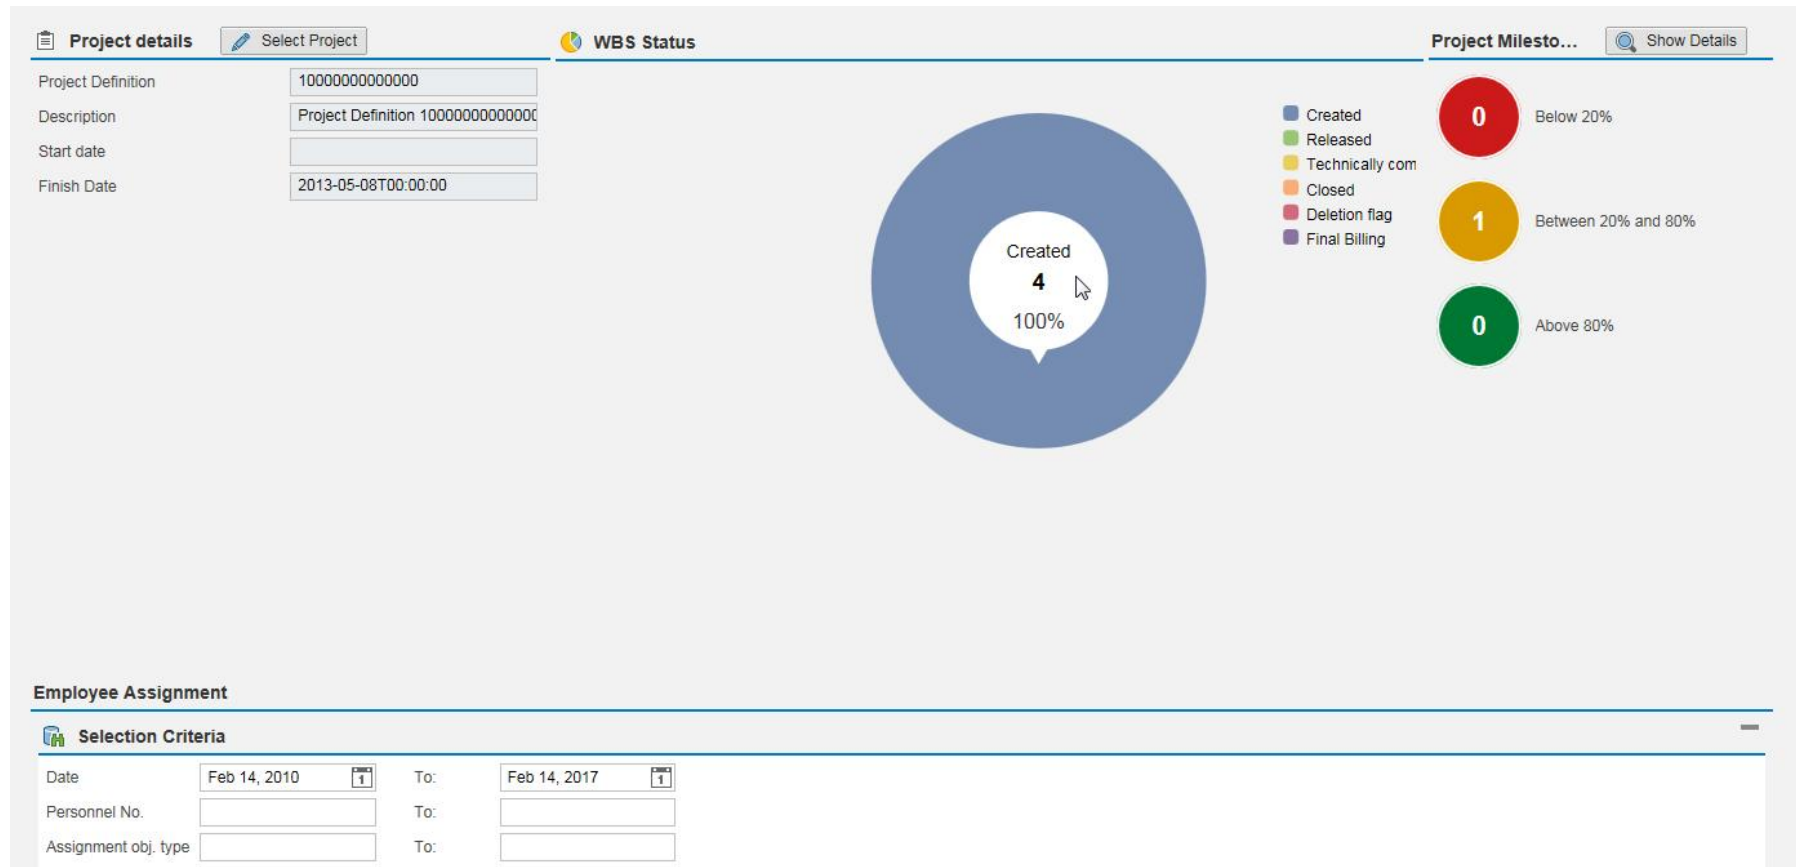 Project details
Select Project
WBS Status
Project Milesto...
Show Details
Project Definition
10000000000000
Description
Project Definition 10000000000000
Start date
Finish Date
2013-05-08T00:00:00
Created
4
100%
Created
Released
Technically com
Closed
Deletion flag
Final Billing
0
Below 20%
1
Between 20% and 80%
0
Above 80%
Employee Assignment
Selection Criteria
Date
Feb 14, 2010
1
To:
Feb 14, 2017
1
Personnel No.
To:
Assignment obj. type
To: